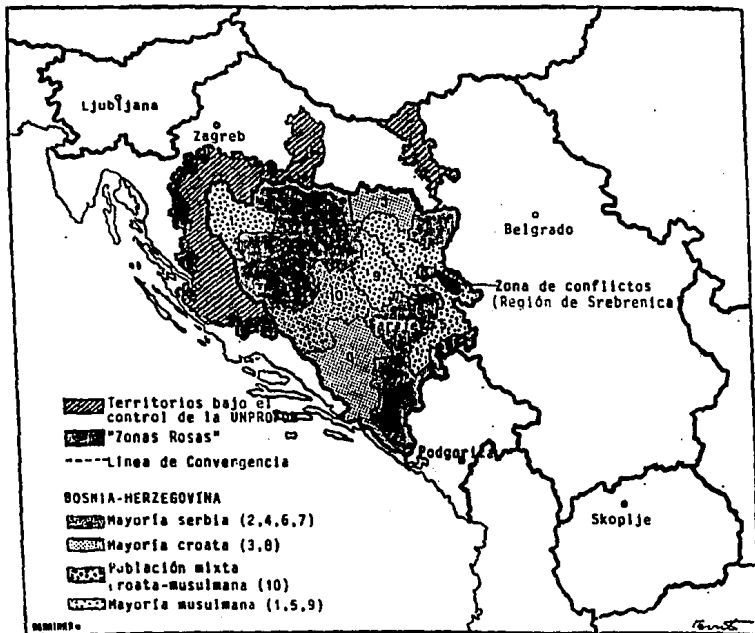 Ljubljana
Zagreb
Belgrado
Zona de conflictos
(Región de Srebrenica)
Podgorica
Skoplje
Territorios bajo el
control de la UNPROFOR
"Zonas Rosas"
Línea de Convergencia
BOSNIA-HERZEGOVINA
Mayoría serbia (2,4,6,7)
Mayoría croata (3,8)
Población mixta
croata-musulmana (10)
Mayoría musulmana (1,5,9)